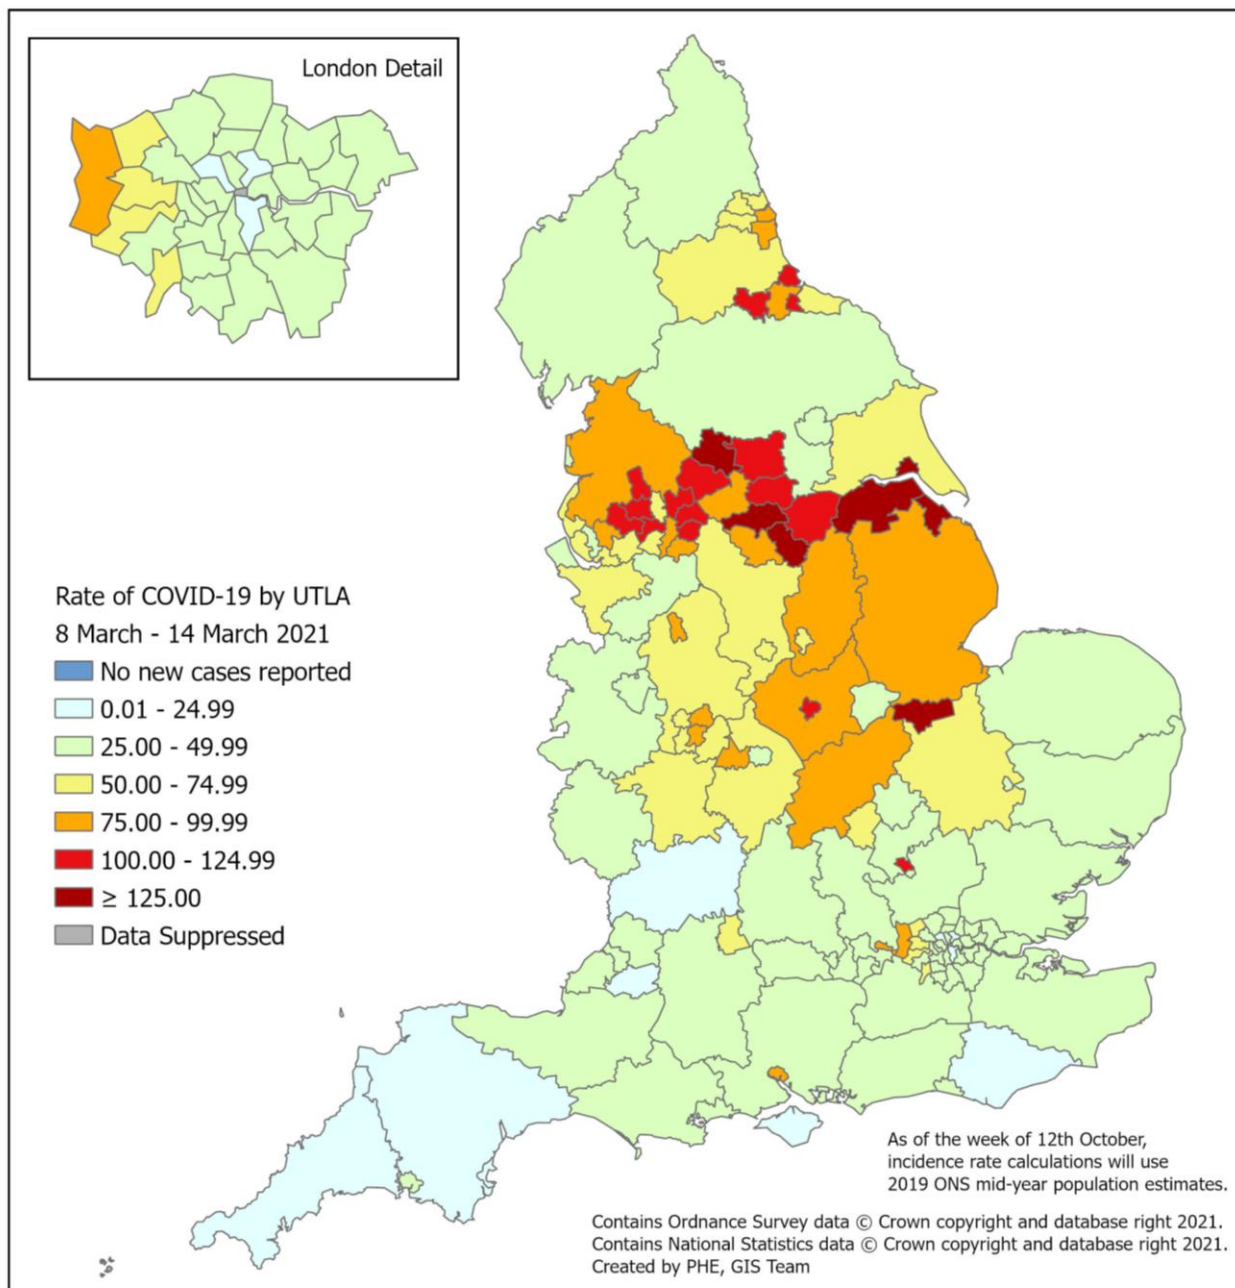 London Detail
Rate of COVID-19 by UTLA
8 March - 14 March 2021
No new cases reported
0.01 - 24.99
25.00 - 49.99
50.00 - 74.99
75.00 - 99.99
100.00 - 124.99
≥ 125.00
Data Suppressed
As of the week of 12th October,
incidence rate calculations will use
2019 ONS mid-year population estimates.
Contains Ordnance Survey data © Crown copyright and database right 2021.
Contains National Statistics data © Crown copyright and database right 2021.
Created by PHE, GIS Team